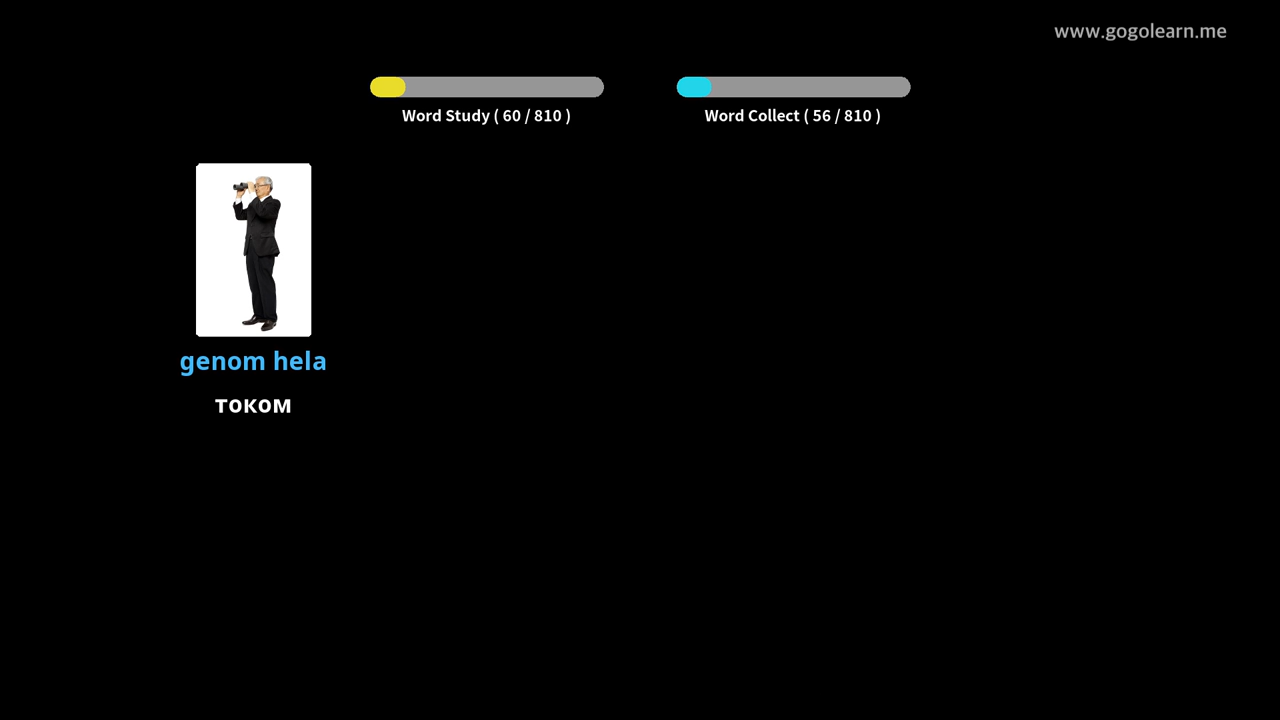 www.gogolearn.me
Word Study ( 60 / 810 )
Word Collect ( 56 / 810 )
genom hela
током